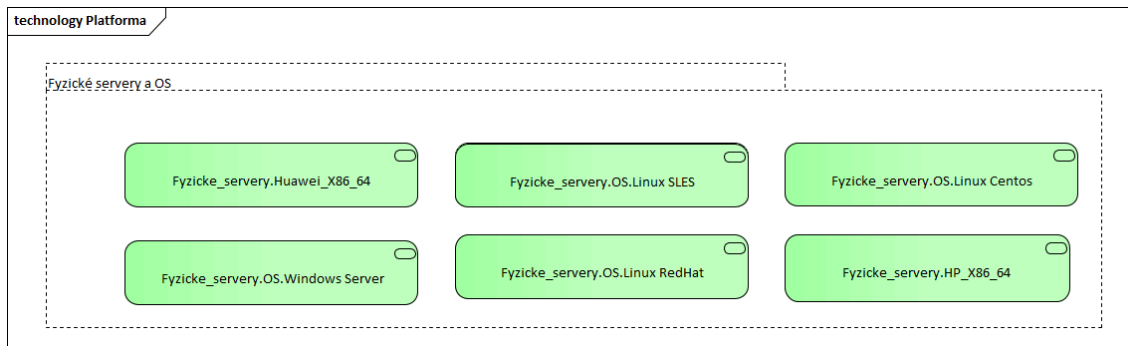 technology Platforma
Fyzické servery a OS
Fyzicke_servery.Huawei_X86_64
Fyzicke_servery.OS.Linux SLES
Fyzicke_servery.OS.Linux Centos
Fyzicke_servery.OS.Windows Server
Fyzicke_servery.OS.Linux RedHat
Fyzicke_servery.HP_X86_64